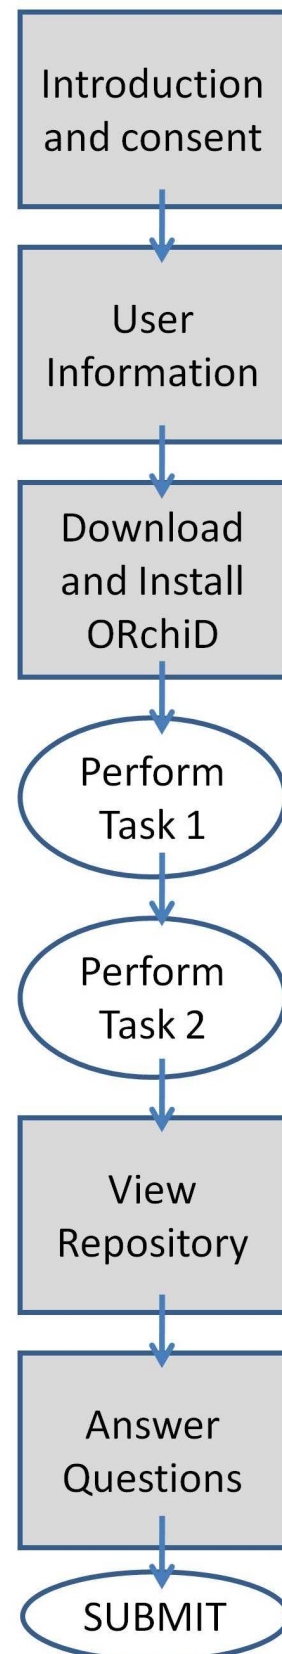 Introduction
and consent
User
Information
Download
and Install
ORchiD
Perform
Task 1
Perform
Task 2
View
Repository
Answer
Questions
SUBMIT